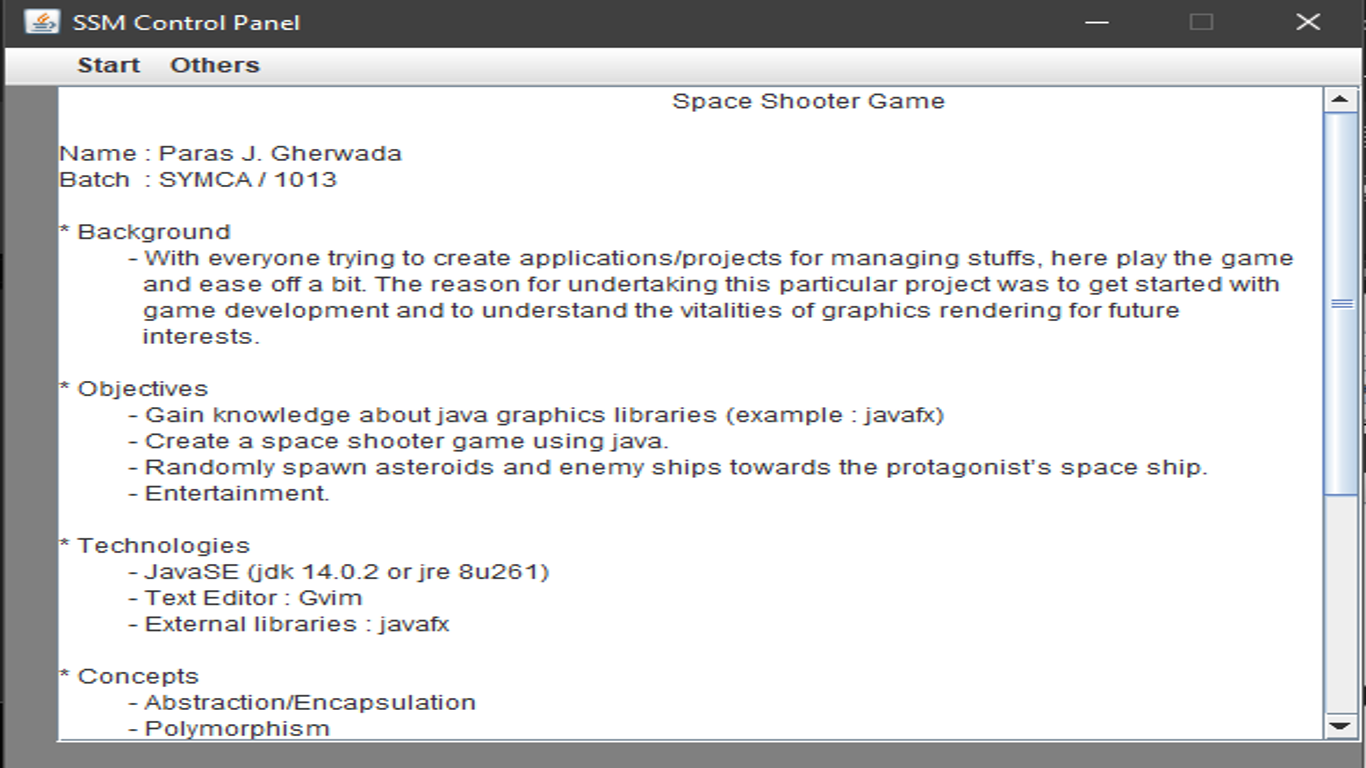 SSM Control Panel
Start Others
Space Shooter Game
Name : Paras J. Gherwada
Batch : SYMCA / 1013
* Background
- With everyone trying to create applications/projects for managing stuffs, here play the game
and ease off a bit. The reason for undertaking this particular project was to get started with
game development and to understand the vitalities of graphics rendering for future
interests.
* Objectives
- Gain knowledge about java graphics libraries (example : javafx)
- Create a space shooter game using java.
- Randomly spawn asteroids and enemy ships towards the protagonist's space ship.
- Entertainment.
* Technologies
- JavaSE (jdk 14.0.2 or jre 8u261)
- Text Editor : Gvim
- External libraries : javafx
* Concepts
- Abstraction/Encapsulation
- Polymorphism